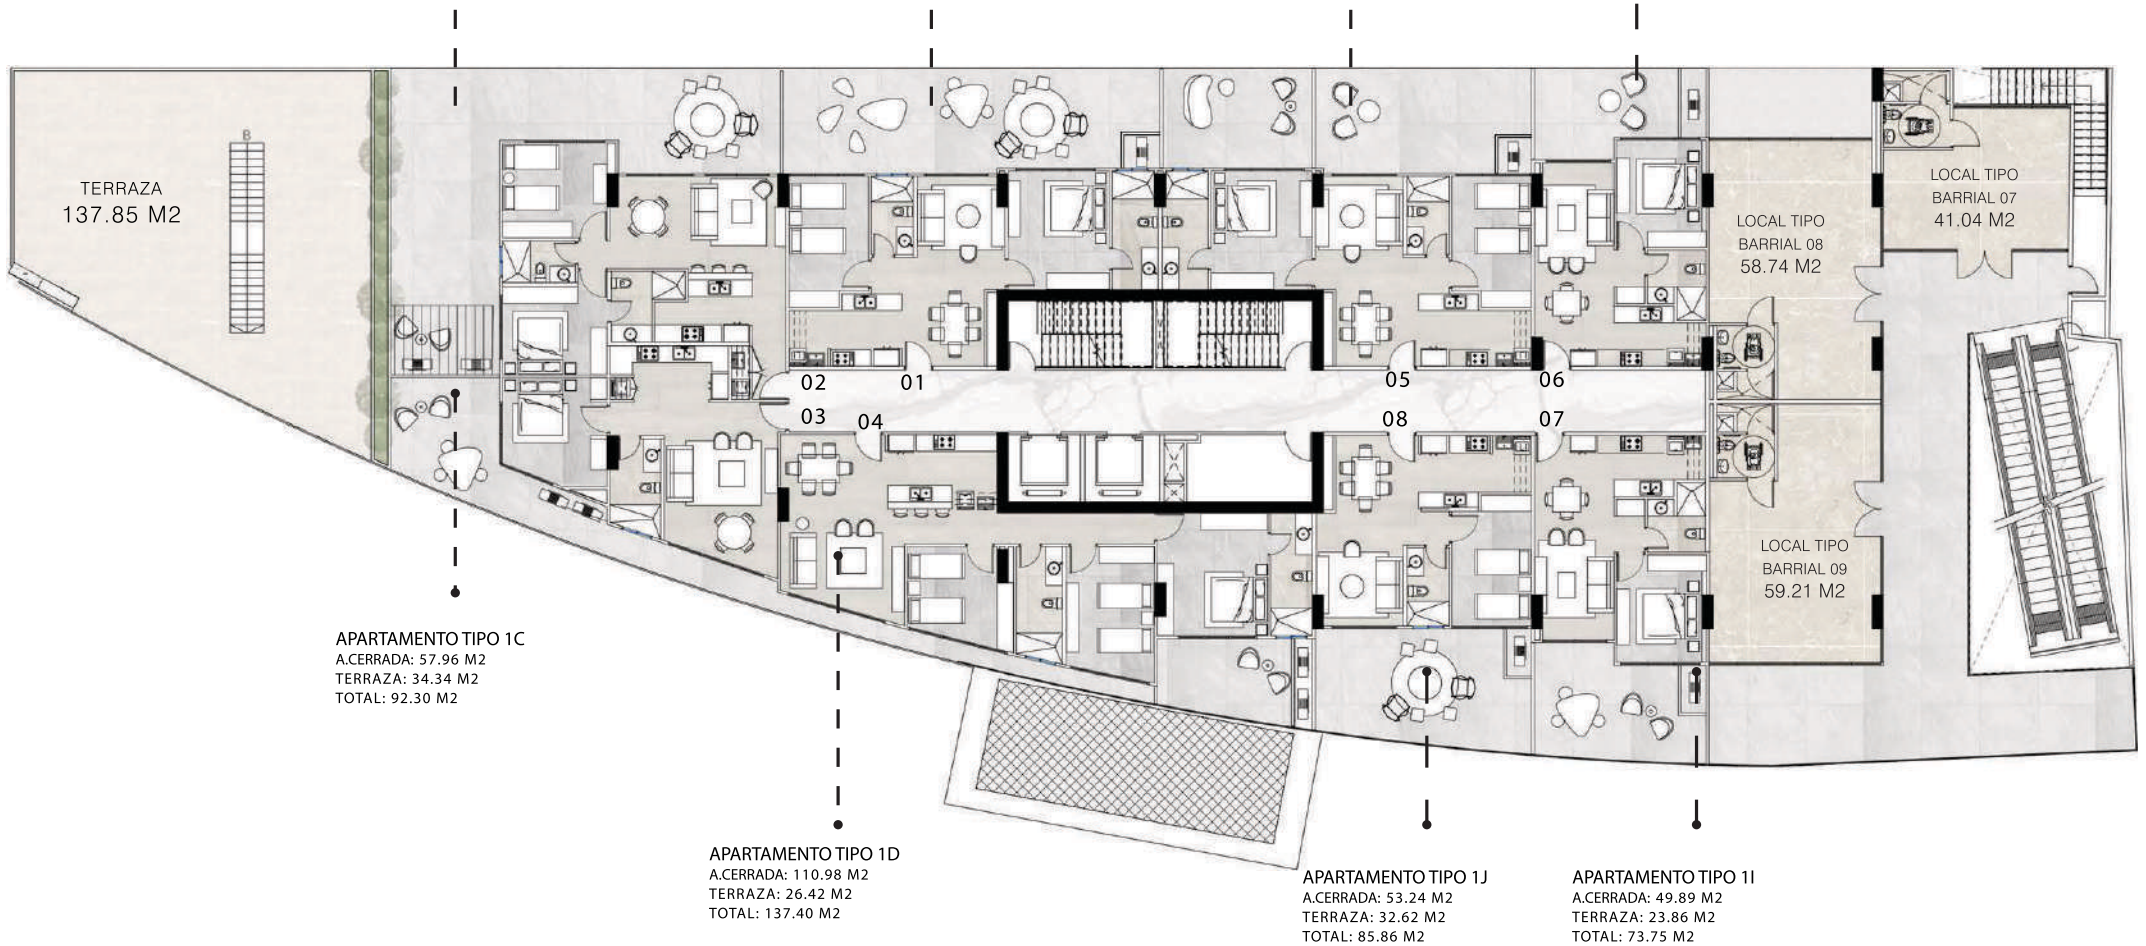 B
TERRAZA
137.85 M2
LOCAL TIPO
BARRIAL 07
41.04 M2
LOCAL TIPO
BARRIAL 08
58.74 M2
02
01
05
06
03
04
08
07
LOCAL TIPO
BARRIAL 09
59.21 M2
APARTAMENTO TIPO 1C
A.CERRADA: 57.96 M2
TERRAZA: 34.34 M2
TOTAL: 92.30 M2
APARTAMENTO TIPO 1D
A.CERRADA: 110.98 M2
TERRAZA: 26.42 M2
TOTAL: 137.40 M2
APARTAMENTO TIPO 1J
A.CERRADA: 53.24 M2
TERRAZA: 32.62 M2
TOTAL: 85.86 M2
APARTAMENTO TIPO 1I
A.CERRADA: 49.89 M2
TERRAZA: 23.86 M2
TOTAL: 73.75 M2